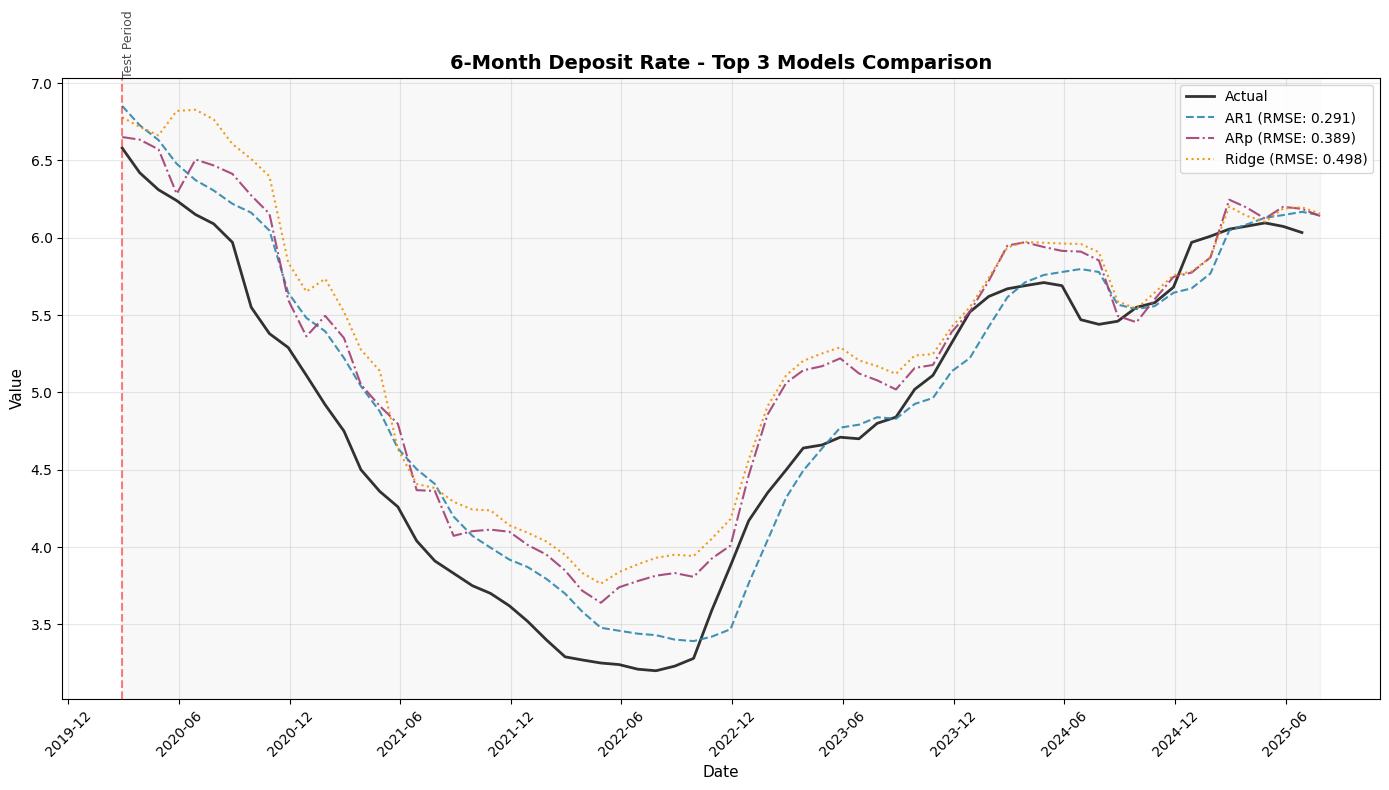 Test Period
6-Month Deposit Rate - Top 3 Models Comparison
Actual
AR1 (RMSE: 0.291)
ARp (RMSE: 0.389)
Ridge (RMSE: 0.498)
Value
7.0
6.5
6.0
5.5
5.0
4.5
4.0
3.5
2019-12
2020-06
2020-12
2021-06
2021-12
2022-06
2022-12
2023-06
2023-12
2024-06
2024-12
2025-06
Date